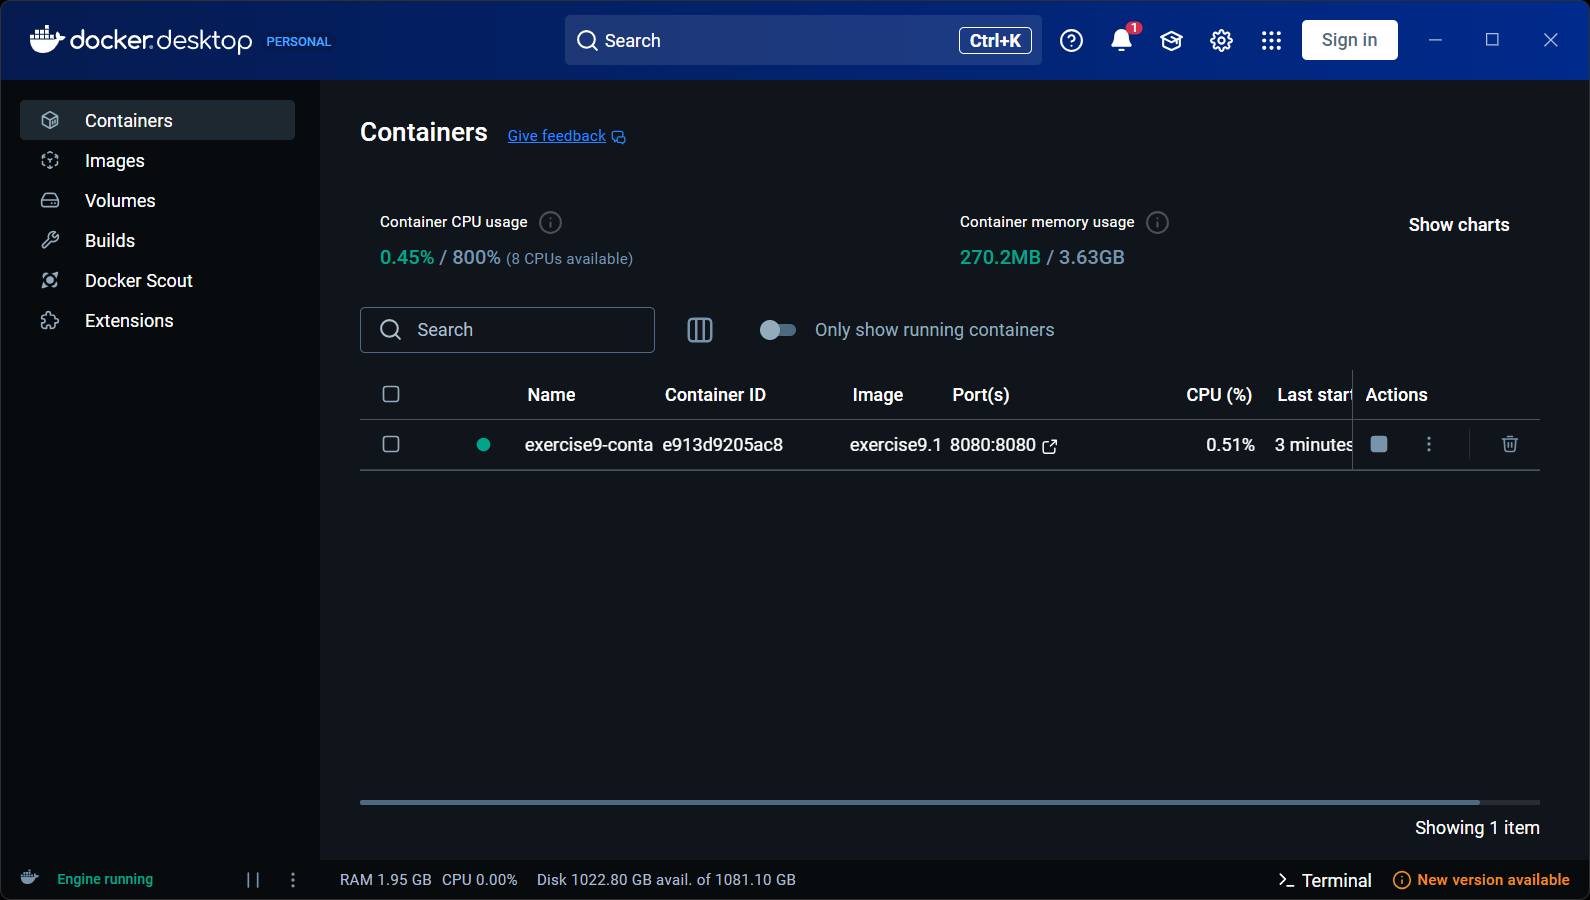 docker.desktop PERSONAL
Search Ctrl+K
1
Sign in
Containers
Images
Volumes
Builds
Docker Scout
Extensions
Containers Give feedback
Container CPU usage
0.45% / 800% (8 CPUs available)
Container memory usage
270.2MB / 3.63GB
Show charts
Search
Only show running containers
Name Container ID Image Port(s) CPU (%) Last start Actions
exercise9-conta e913d9205ac8 exercise9.1 8080:8080 0.51% 3 minutes
Showing 1 item
Engine running
RAM 1.95 GB CPU 0.00% Disk 1022.80 GB avail. of 1081.10 GB
Terminal
New version available